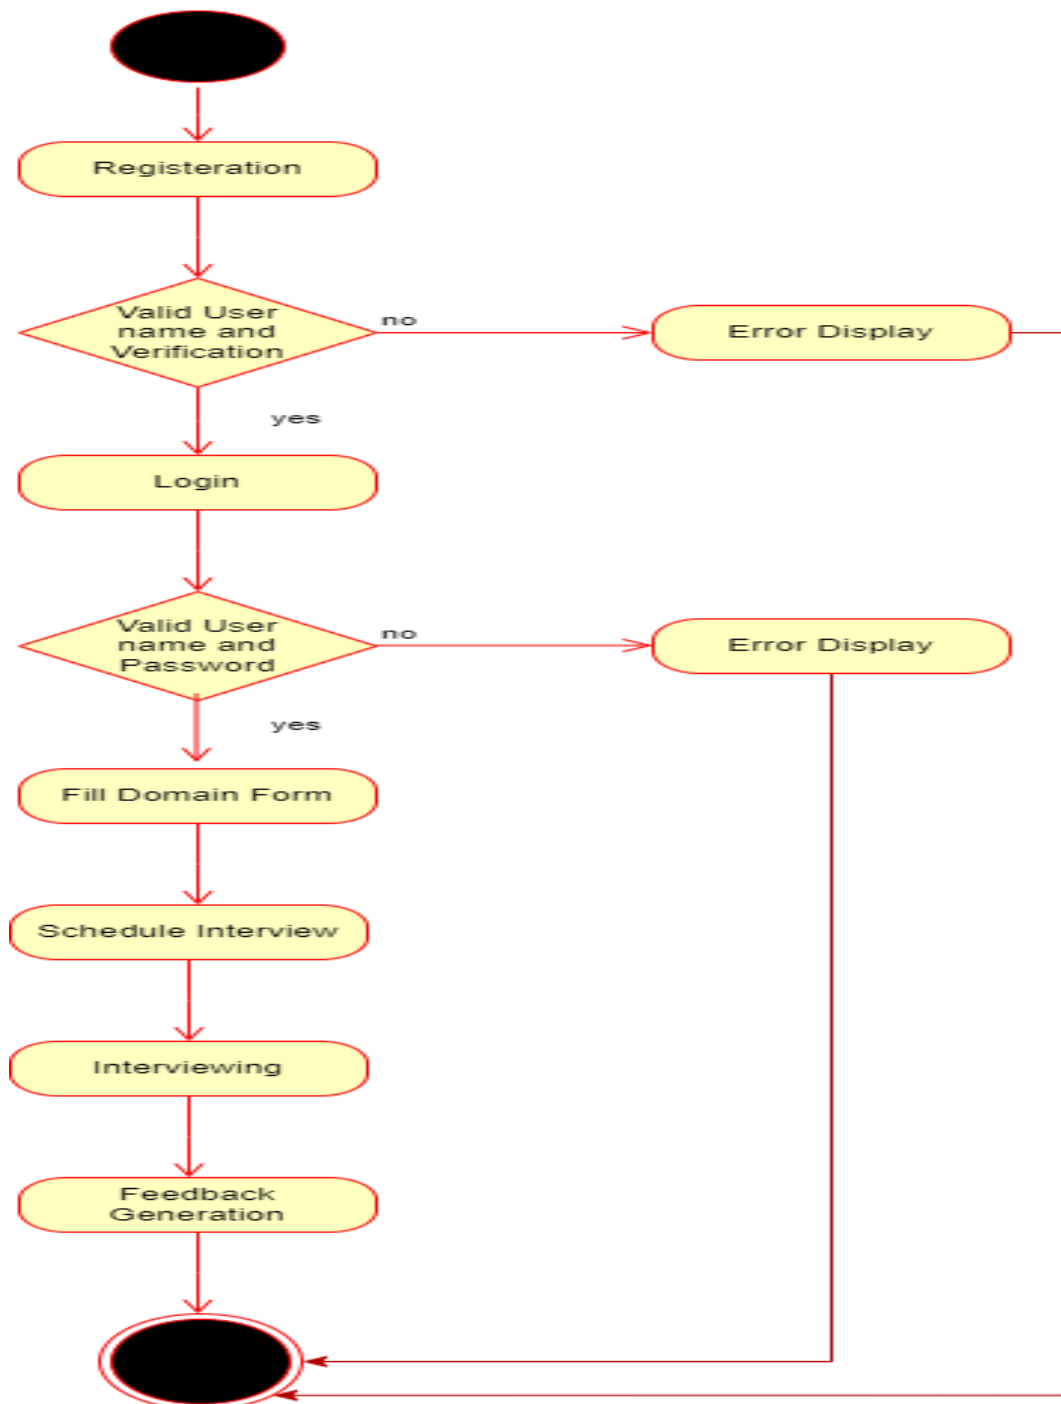 Registeration
Valid User
name and
Verification
no
Error Display
yes
Login
Valid User
name and
Password
no
Error Display
yes
Fill Domain Form
Schedule Interview
Interviewing
Feedback
Generation